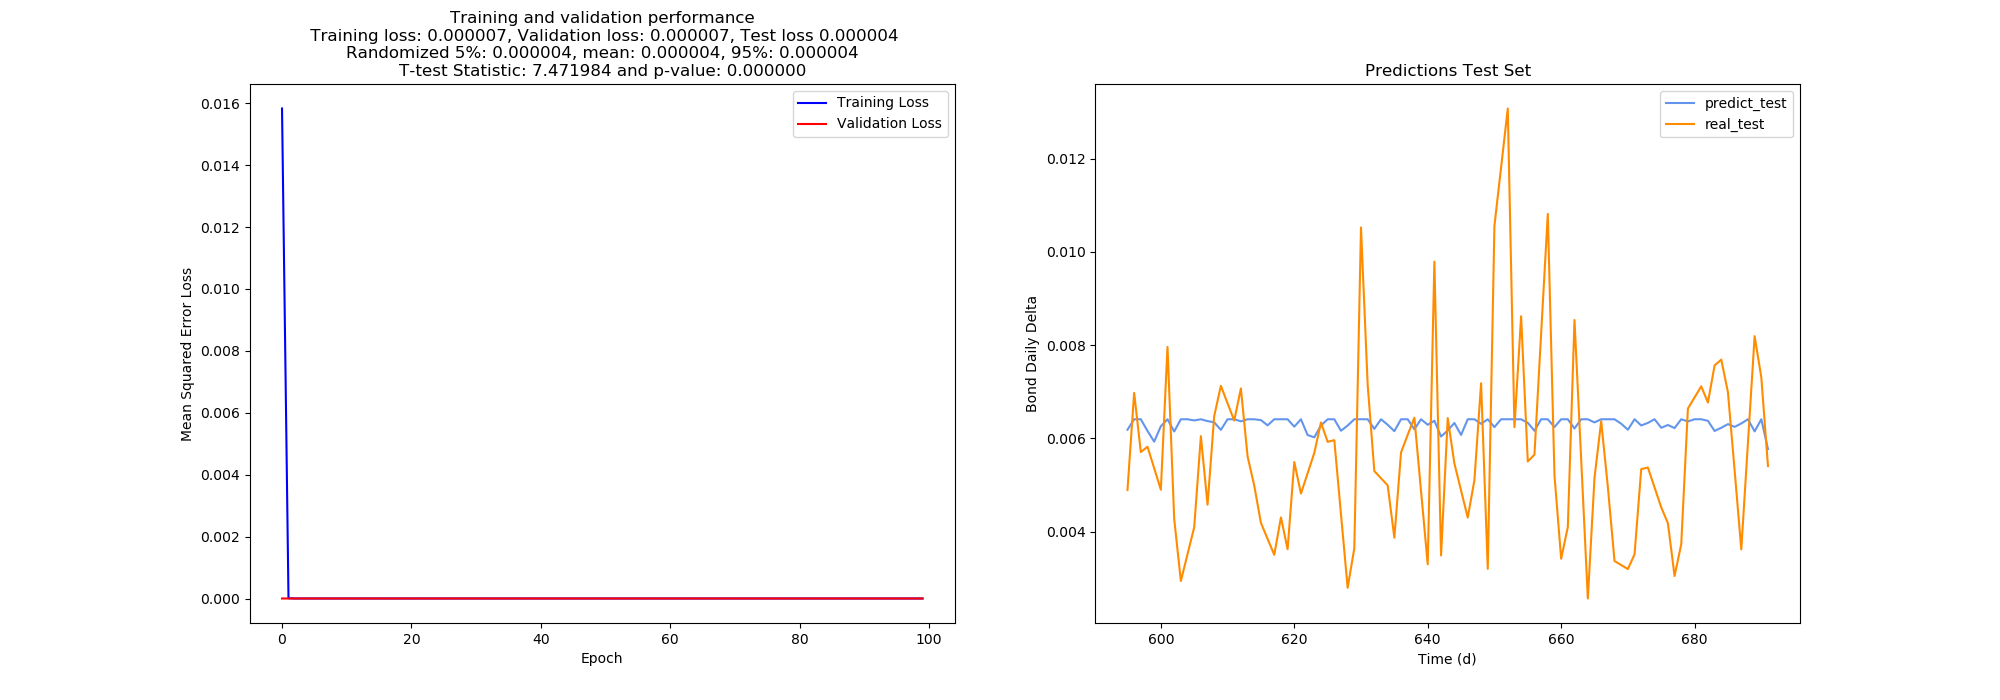 Training and validation performance
Training loss: 0.000007, Validation loss: 0.000007, Test loss 0.000004
Randomized 5%: 0.000004, mean: 0.000004, 95%: 0.000004
T-test Statistic: 7.471984 and p-value: 0.000000
Training Loss
Validation Loss
0.016
0.014
0.012
0.010
0.008
0.006
0.004
0.002
0.000
Mean Squared Error Loss
0 20 40 60 80 100
Epoch
Predictions Test Set
predict_test
real_test
0.012
0.010
0.008
0.006
0.004
Bond Daily Delta
600 620 640 660 680
Time (d)